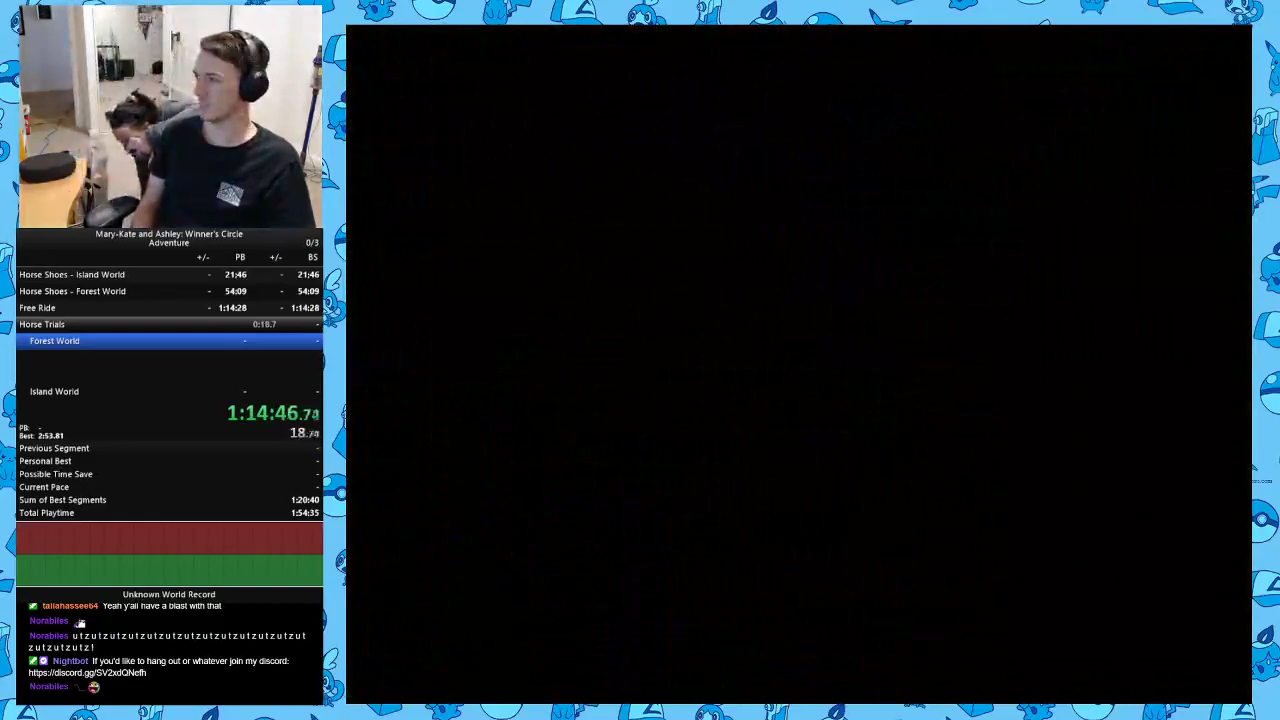 Mary-Kate and Ashley: Winner's Circle
Adventure 0/3
+/- PB +/- BS
Horse Shoes - Island World - 21:46 - 21:46
Horse Shoes - Forest World - 54:09 - 54:09
Free Ride - 1:14:28 - 1:14:28
Horse Trials 0:18.7 -
Forest World - -
Island World - -
1:14:46.74
PB: -
Best: 2:53.81
18.74
Previous Segment -
Personal Best -
Possible Time Save -
Current Pace -
Sum of Best Segments 1:20:40
Total Playtime 1:54:35
Unknown World Record
tallahassee64 Yeah y'all have a blast with that
Norabiles
Norabiles u t z u t z u t z u t z u t z u t z u t z u t z u t z u t z u t z u t z u t
z u t z u t z u t z !
Nightbot If you'd like to hang out or whatever join my discord:
https://discord.gg/SV2xdQNefh
Norabiles